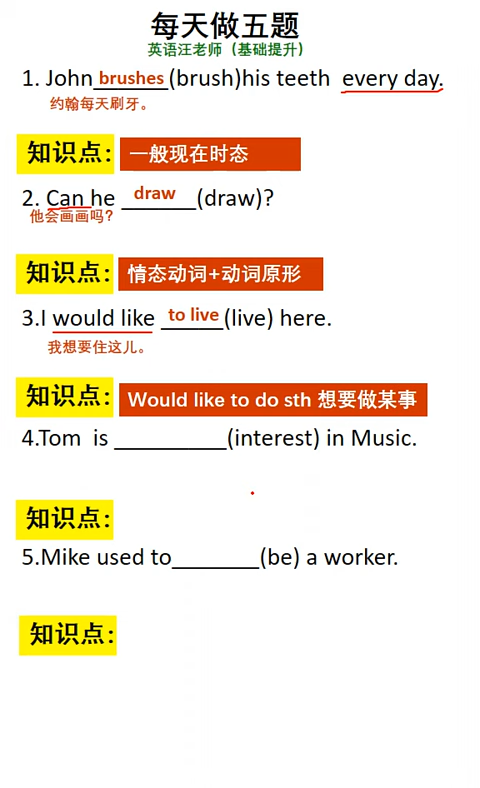 每天做五题
英语汪老师（基础提升）
1. John brushes (brush)his teeth every day.
约翰每天刷牙。
知识点: 一般现在时态
2. Can he draw (draw)?
他会画画吗?
知识点: 情态动词+动词原形
3.I would like to live (live) here.
我想要住这儿。
知识点: Would like to do sth 想要做某事
4.Tom is __________(interest) in Music.
知识点:
5.Mike used to________(be) a worker.
知识点: